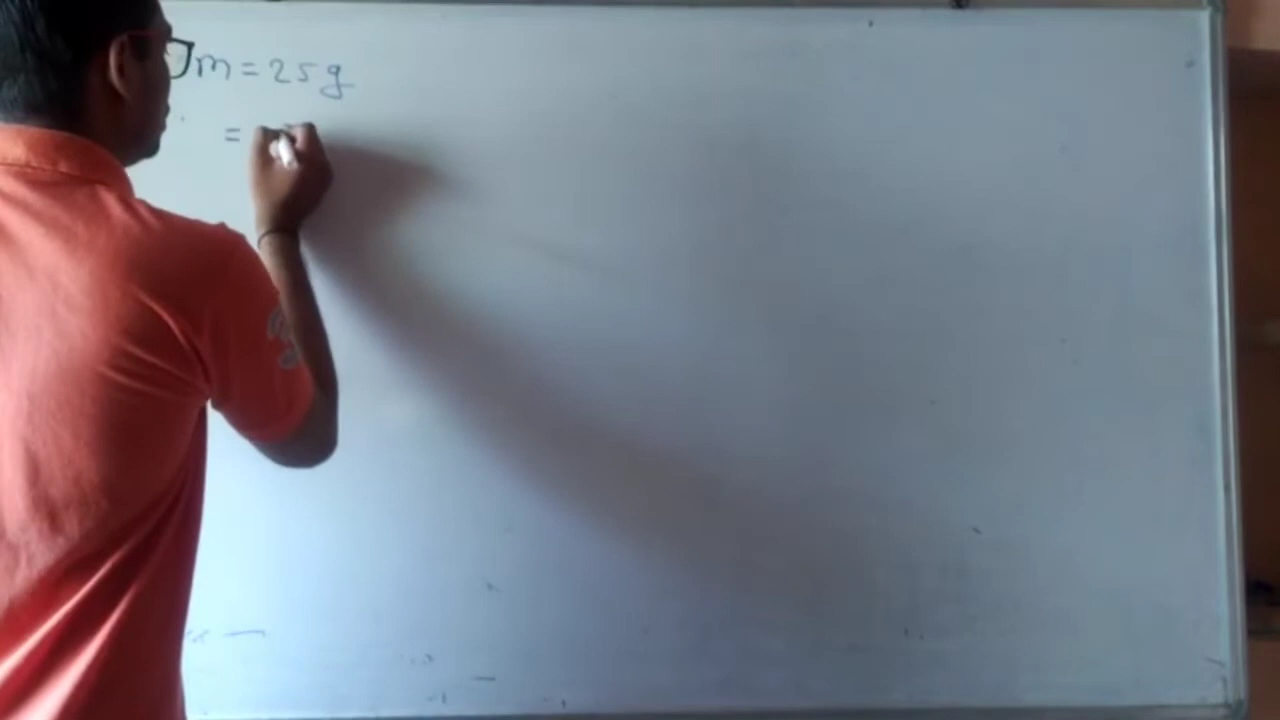 m = 25g
=